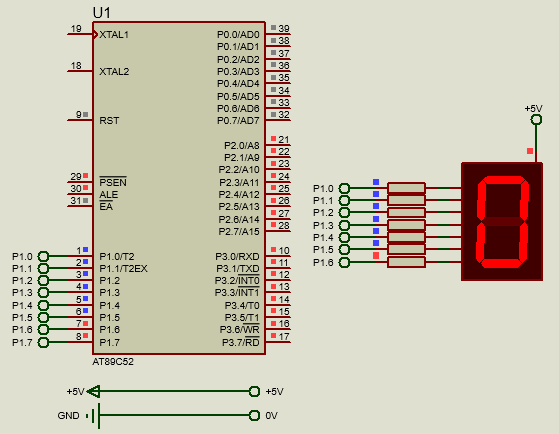 U1
19 XTAL1 P0.0/AD0 39
P0.1/AD1 38
P0.2/AD2 37
18 XTAL2 P0.3/AD3 36
P0.4/AD4 35
P0.5/AD5 34
P0.6/AD6 33
9 RST P0.7/AD7 32
P2.0/A8 21
P2.1/A9 22
P2.2/A10 23
29 PSEN P2.3/A11 24
30 ALE P2.4/A12 25
31 EA P2.5/A13 26
P2.6/A14 27
P2.7/A15 28
P1.0 1 P1.0/T2 P3.0/RXD 10
P1.1 2 P1.1/T2EX P3.1/TXD 11
P1.2 3 P1.2 P3.2/INT0 12
P1.3 4 P1.3 P3.3/INT1 13
P1.4 5 P1.4 P3.4/T0 14
P1.5 6 P1.5 P3.5/T1 15
P1.6 7 P1.6 P3.6/WR 16
P1.7 8 P1.7 P3.7/RD 17
AT89C52
+5V
P1.0
P1.1
P1.2
P1.3
P1.4
P1.5
P1.6
0
+5V +5V
GND 0V